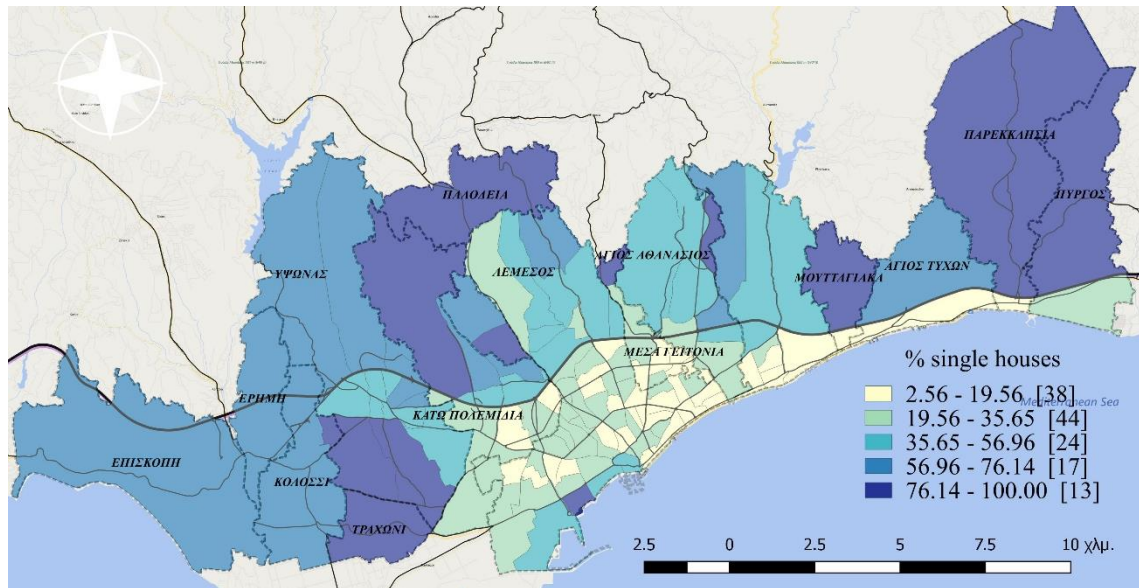 ΠΑΡΕΚΚΛΗΣΙΑ
ΠΑΛΟΔΕΙΑ
ΠΥΡΓΟΣ
ΥΨΩΝΑΣ
ΛΕΜΕΣΟΣ
ΑΓΙΟΣ ΑΘΑΝΑΣΙΟΣ
ΜΟΥΤΤΑΓΙΑΚΑ
ΑΓΙΟΣ ΤΥΧΩΝ
ΜΕΣΑ ΓΕΙΤΟΝΙΑ
ΕΡΗΜΗ
ΚΑΤΩ ΠΟΛΕΜΙΔΙΑ
ΕΠΙΣΚΟΠΗ
ΚΟΛΟΣΣΙ
ΤΡΑΧΩΝΙ
% single houses
2.56 - 19.56 [38]
Mediterranean Sea
19.56 - 35.65 [44]
35.65 - 56.96 [24]
56.96 - 76.14 [17]
76.14 - 100.00 [13]
2.5 0 2.5 5 7.5 10 χλμ.